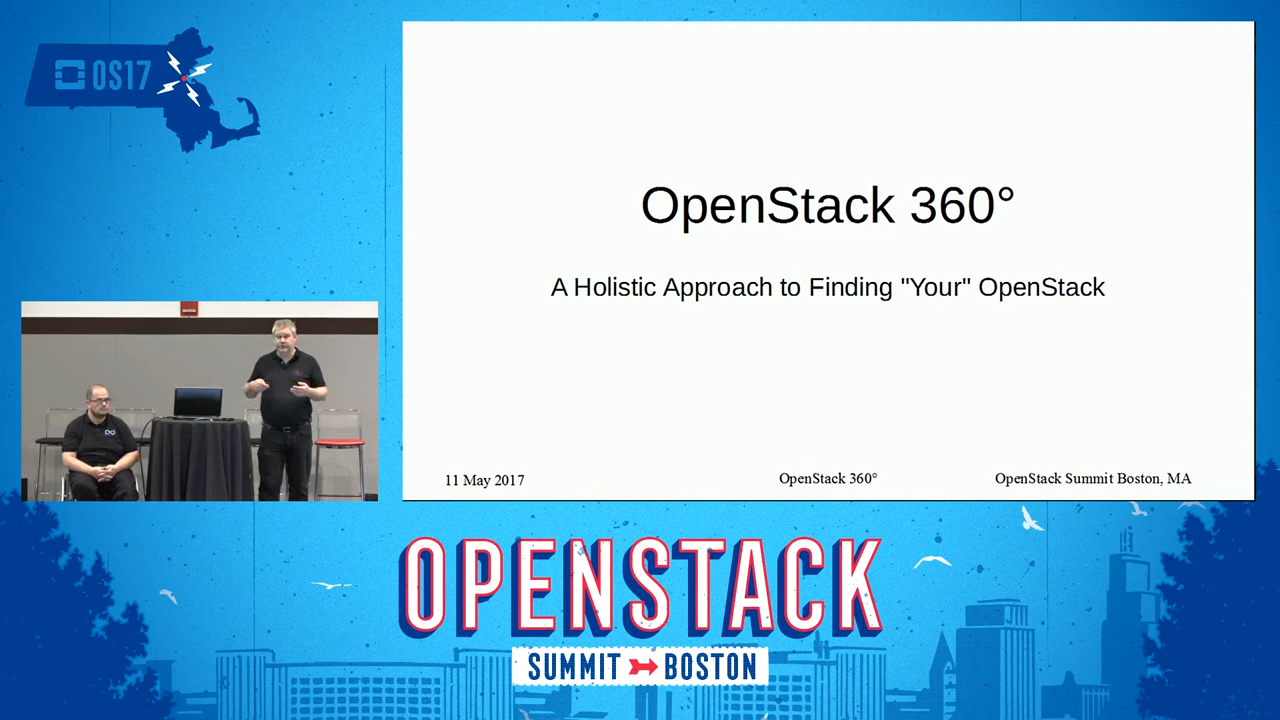 OS17
OpenStack 360°
A Holistic Approach to Finding "Your" OpenStack
11 May 2017
OpenStack 360°
OpenStack Summit Boston, MA
OPENSTACK
SUMMIT BOSTON